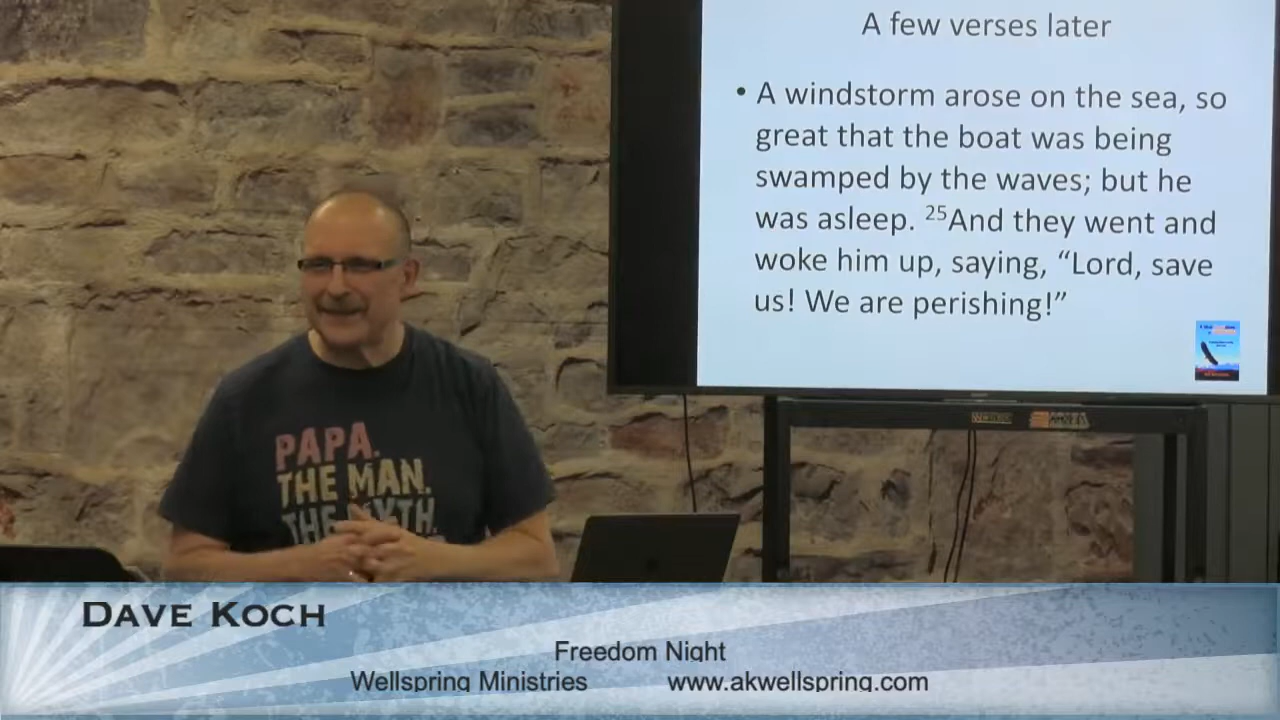 A few verses later
• A windstorm arose on the sea, so
great that the boat was being
swamped by the waves; but he
was asleep. ²⁵And they went and
woke him up, saying, “Lord, save
us! We are perishing!”
PAPA.
THE MAN.
THE MYTH.
DAVE KOCH
Freedom Night
Wellspring Ministries www.akwellspring.com